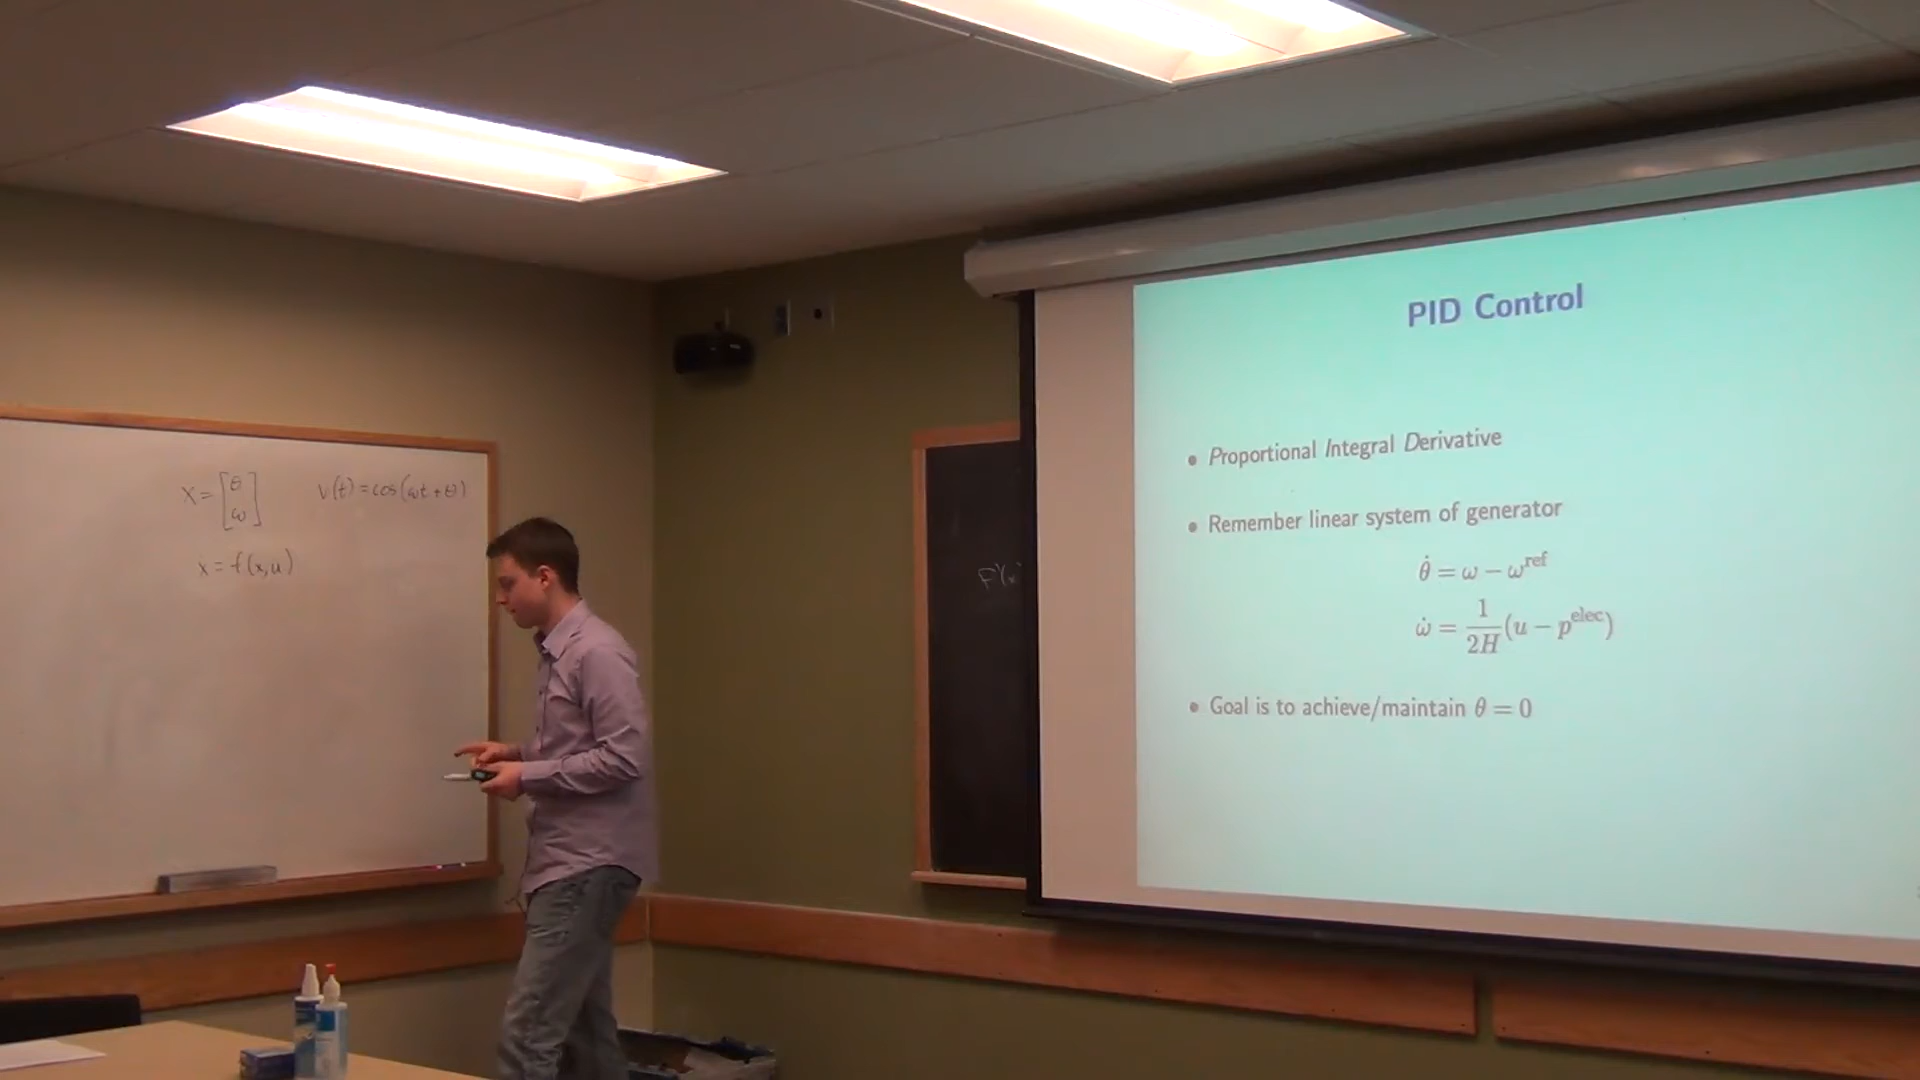 X = [θ ω]
v(t) = cos(ωt + θ)
ẋ = f(x,u)
F'(x
PID Control
• Proportional Integral Derivative
• Remember linear system of generator
θ̇ = ω − ω^ref
ω̇ = 1/2H (u − p^elec)
• Goal is to achieve/maintain θ = 0